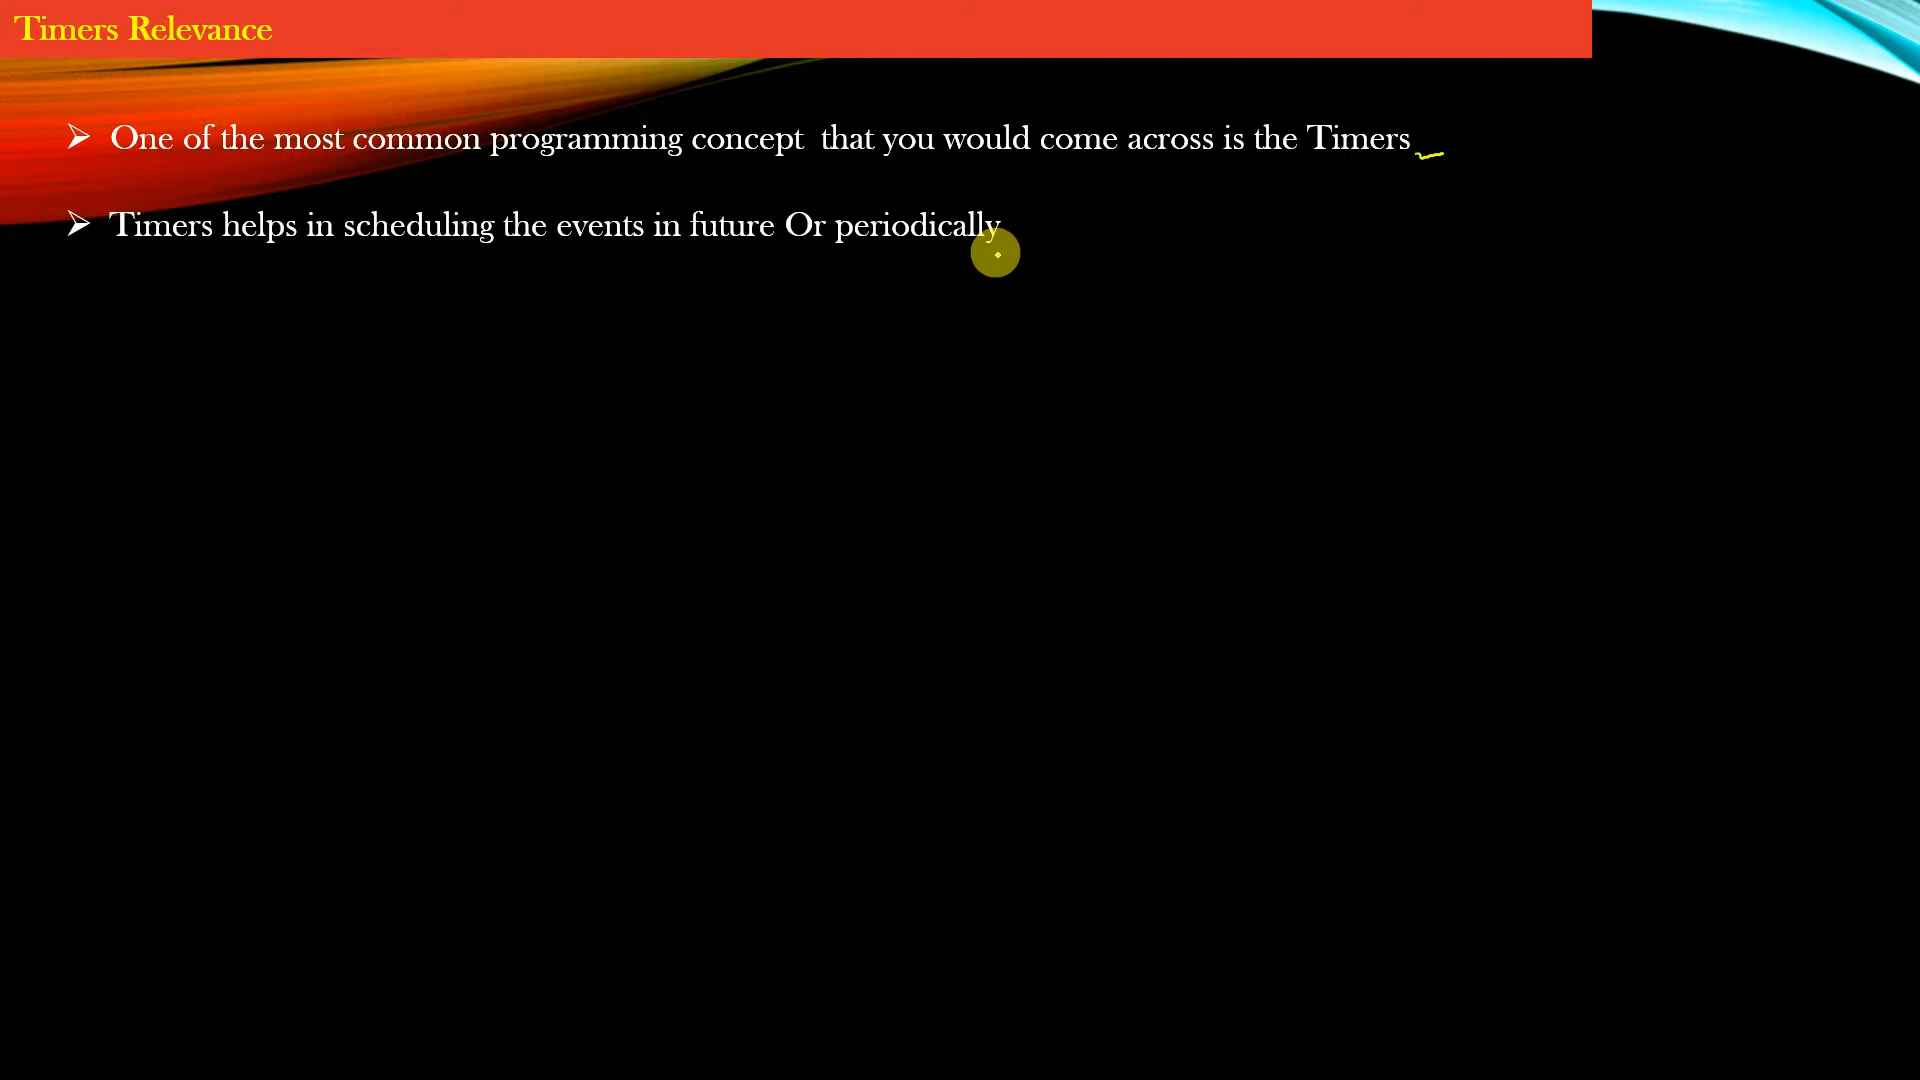 Timers Relevance
One of the most common programming concept that you would come across is the Timers
Timers helps in scheduling the events in future Or periodically